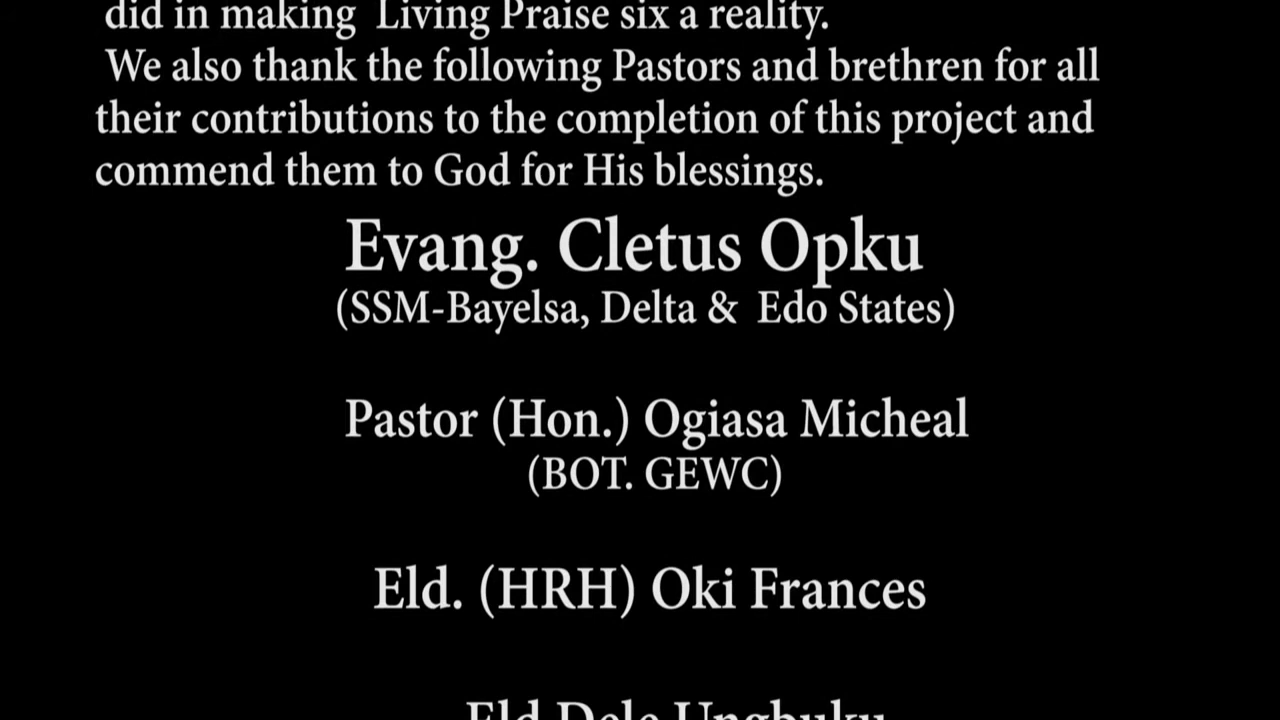 did in making Living Praise six a reality.
We also thank the following Pastors and brethren for all
their contributions to the completion of this project and
commend them to God for His blessings.
Evang. Cletus Opku
(SSM-Bayelsa, Delta & Edo States)
Pastor (Hon.) Ogiasa Micheal
(BOT. GEWC)
Eld. (HRH) Oki Frances
Eld Dele